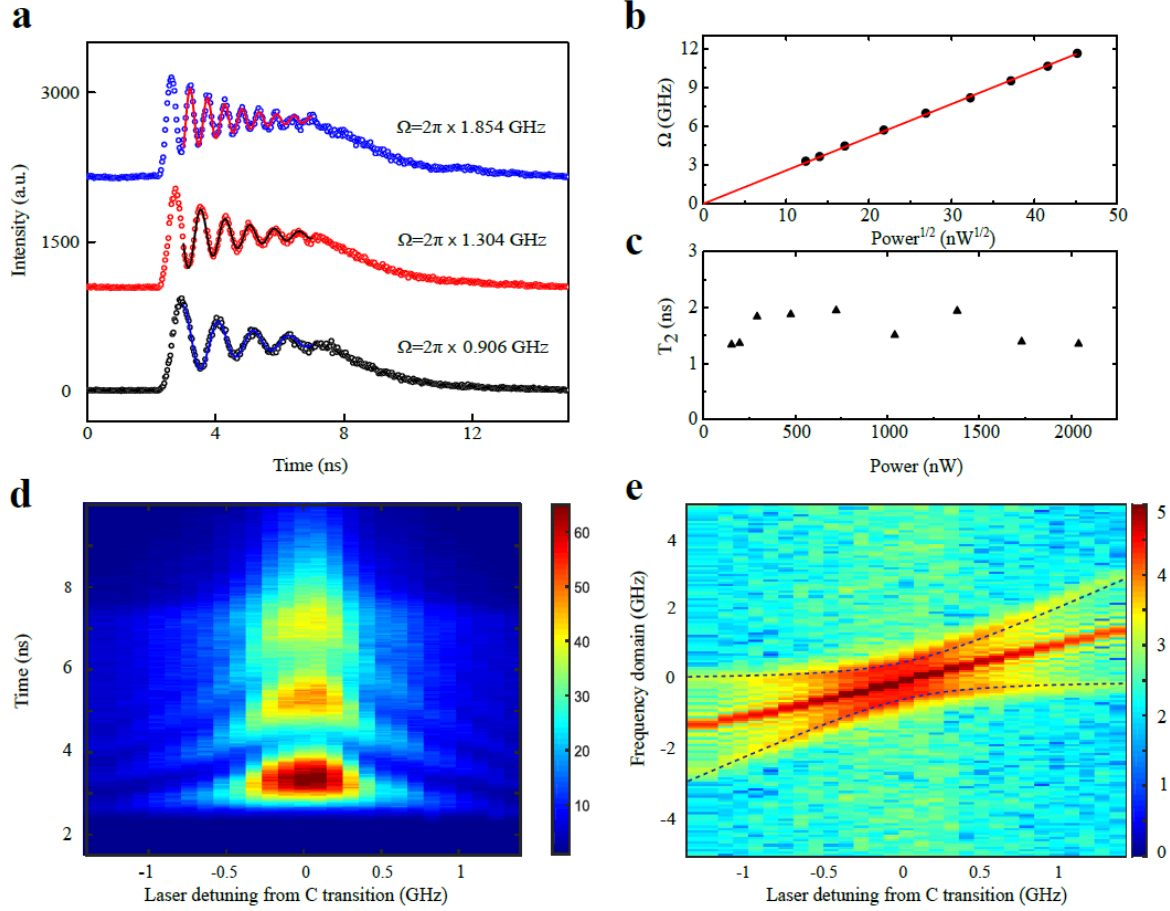 a
3000
1500
0
Intensity (a.u.)
Ω=2π x 1.854 GHz
Ω=2π x 1.304 GHz
Ω=2π x 0.906 GHz
0 4 8 12
Time (ns)
b
12
9
6
3
0
Ω (GHz)
0 10 20 30 40 50
Power^1/2 (nW^1/2)
c
3
2
1
0
T2 (ns)
0 500 1000 1500 2000
Power (nW)
d
8
6
4
2
Time (ns)
-1 -0.5 0 0.5 1
Laser detuning from C transition (GHz)
60
50
40
30
20
10
e
4
2
0
-2
-4
Frequency domain (GHz)
-1 -0.5 0 0.5 1
Laser detuning from C transition (GHz)
5
4
3
2
1
0